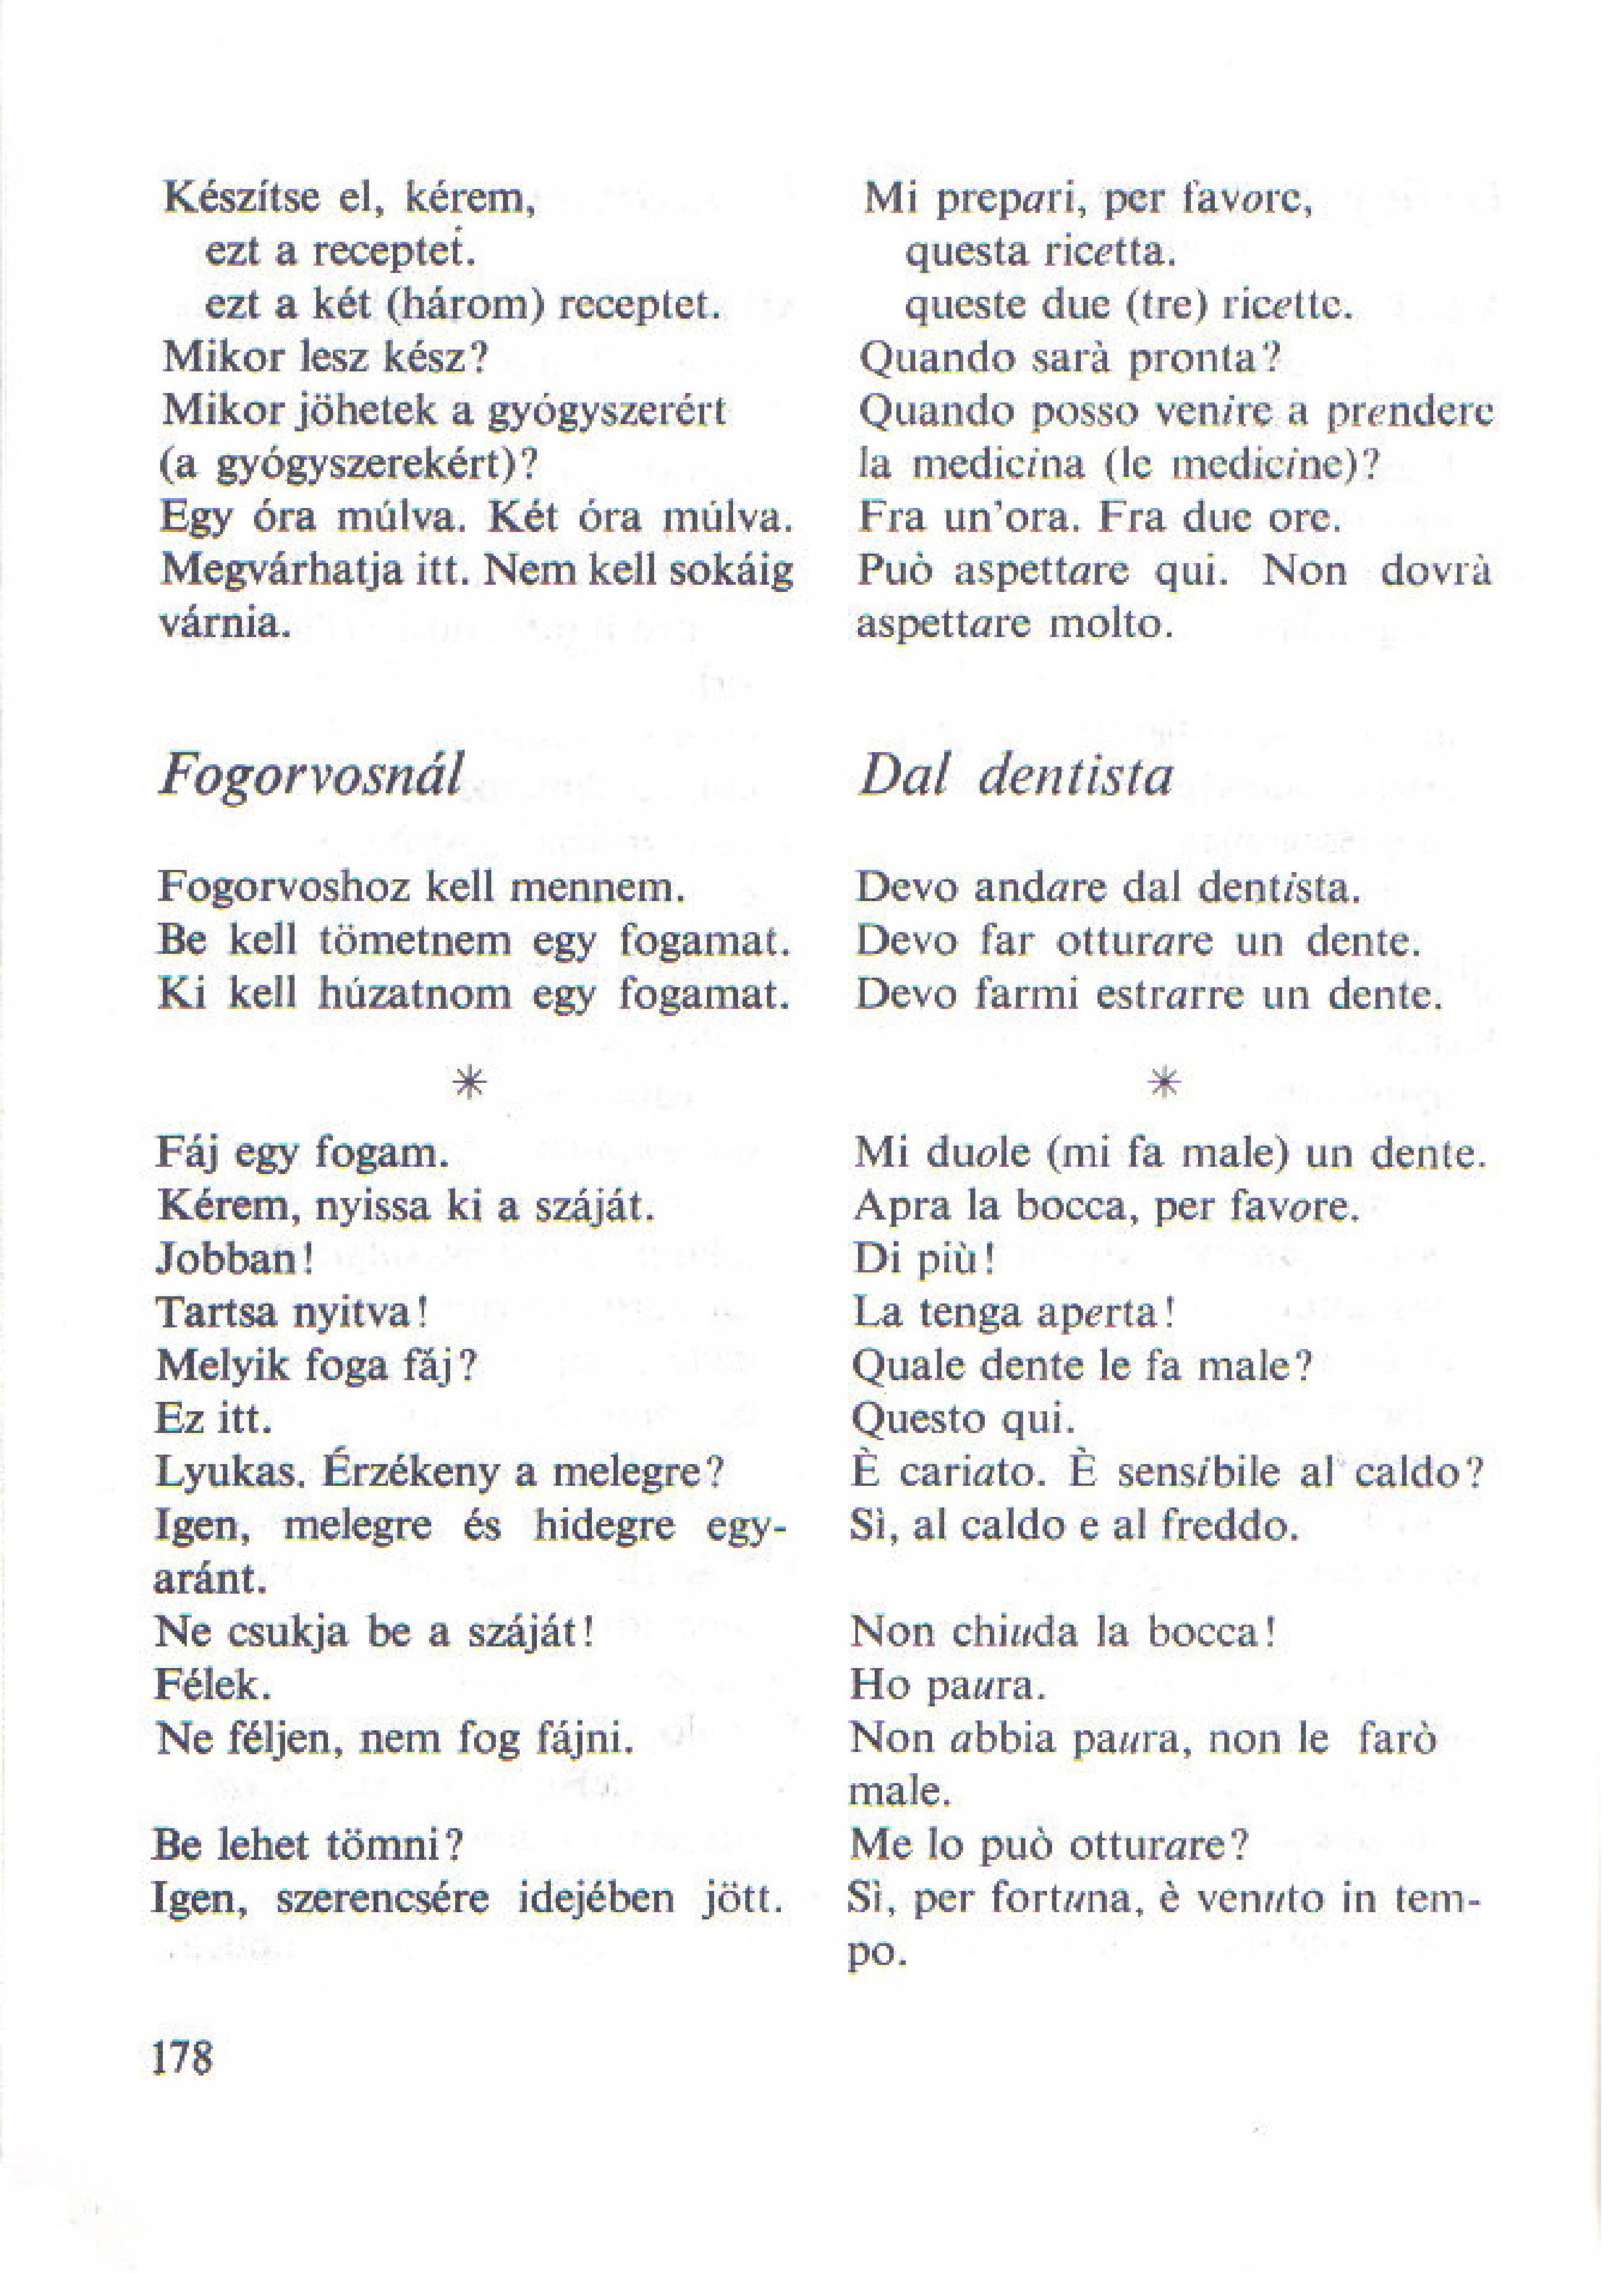 Készítse el, kérem,
ezt a receptet.
ezt a két (három) receptet.
Mikor lesz kész?
Mikor jöhetek a gyógyszerért
(a gyógyszerekért)?
Egy óra múlva. Két óra múlva.
Megvárhatja itt. Nem kell sokáig
várnia.
Fogorvosnál
Fogorvoshoz kell mennem.
Be kell tömetnem egy fogamat.
Ki kell húzatnom egy fogamat.
*
Fáj egy fogam.
Kérem, nyissa ki a száját.
Jobban!
Tartsa nyitva!
Melyik foga fáj?
Ez itt.
Lyukas. Érzékeny a melegre?
Igen, melegre és hidegre egy-
aránt.
Ne csukja be a száját!
Félek.
Ne féljen, nem fog fájni.
Be lehet tömni?
Igen, szerencsére idejében jött.
Mi prepari, per favore,
questa ricetta.
queste due (tre) ricette.
Quando sarà pronta?
Quando posso venire a prendere
la medicina (le medicine)?
Fra un'ora. Fra due ore.
Può aspettare qui. Non dovrà
aspettare molto.
Dal dentista
Devo andare dal dentista.
Devo far otturare un dente.
Devo farmi estrarre un dente.
*
Mi duole (mi fa male) un dente.
Apra la bocca, per favore.
Di più!
La tenga aperta!
Quale dente le fa male?
Questo qui.
È cariato. È sensibile al caldo?
Sì, al caldo e al freddo.
Non chiuda la bocca!
Ho paura.
Non abbia paura, non le farò
male.
Me lo può otturare?
Sì, per fortuna, è venuto in tem-
po.
178